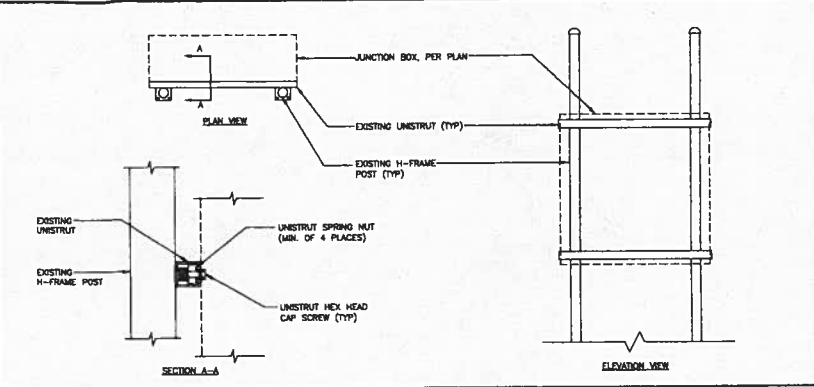 A
A
PLAN VIEW
JUNCTION BOX, PER PLAN
EXISTING UNISTRUT (TYP)
EXISTING H-FRAME
POST (TYP)
EXISTING
UNISTRUT
EXISTING
H-FRAME POST
UNISTRUT SPRING NUT
(MIN. OF 4 PLACES)
UNISTRUT HEX HEAD
CAP SCREW (TYP)
SECTION A-A
ELEVATION VIEW